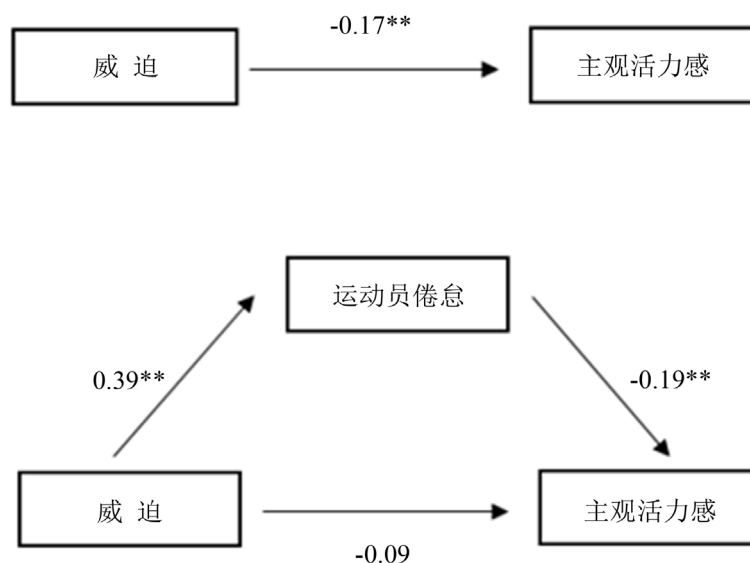 -0.17**
威 迫
主观活力感
运动员倦怠
0.39**
-0.19**
威 迫
主观活力感
-0.09